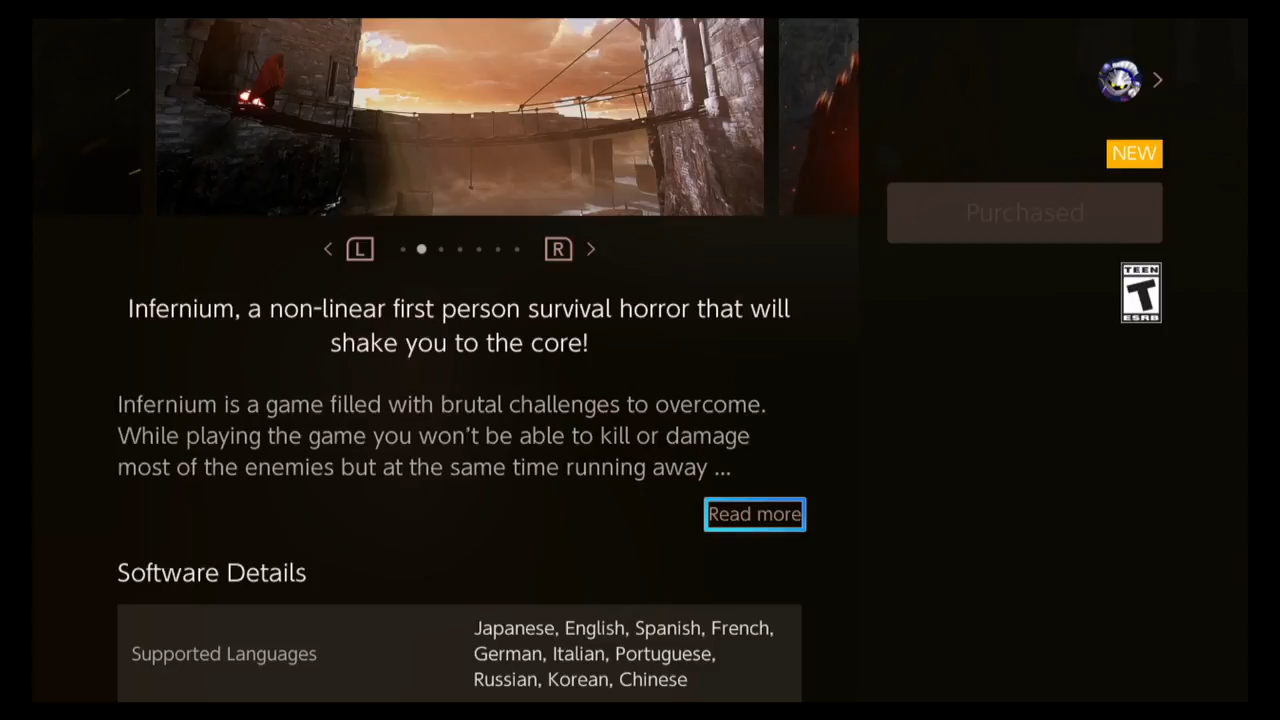 NEW
Purchased
TEEN
T
ESRB
L
R
Infernium, a non-linear first person survival horror that will
shake you to the core!
Infernium is a game filled with brutal challenges to overcome.
While playing the game you won't be able to kill or damage
most of the enemies but at the same time running away ...
Read more
Software Details
Supported Languages
Japanese, English, Spanish, French,
German, Italian, Portuguese,
Russian, Korean, Chinese